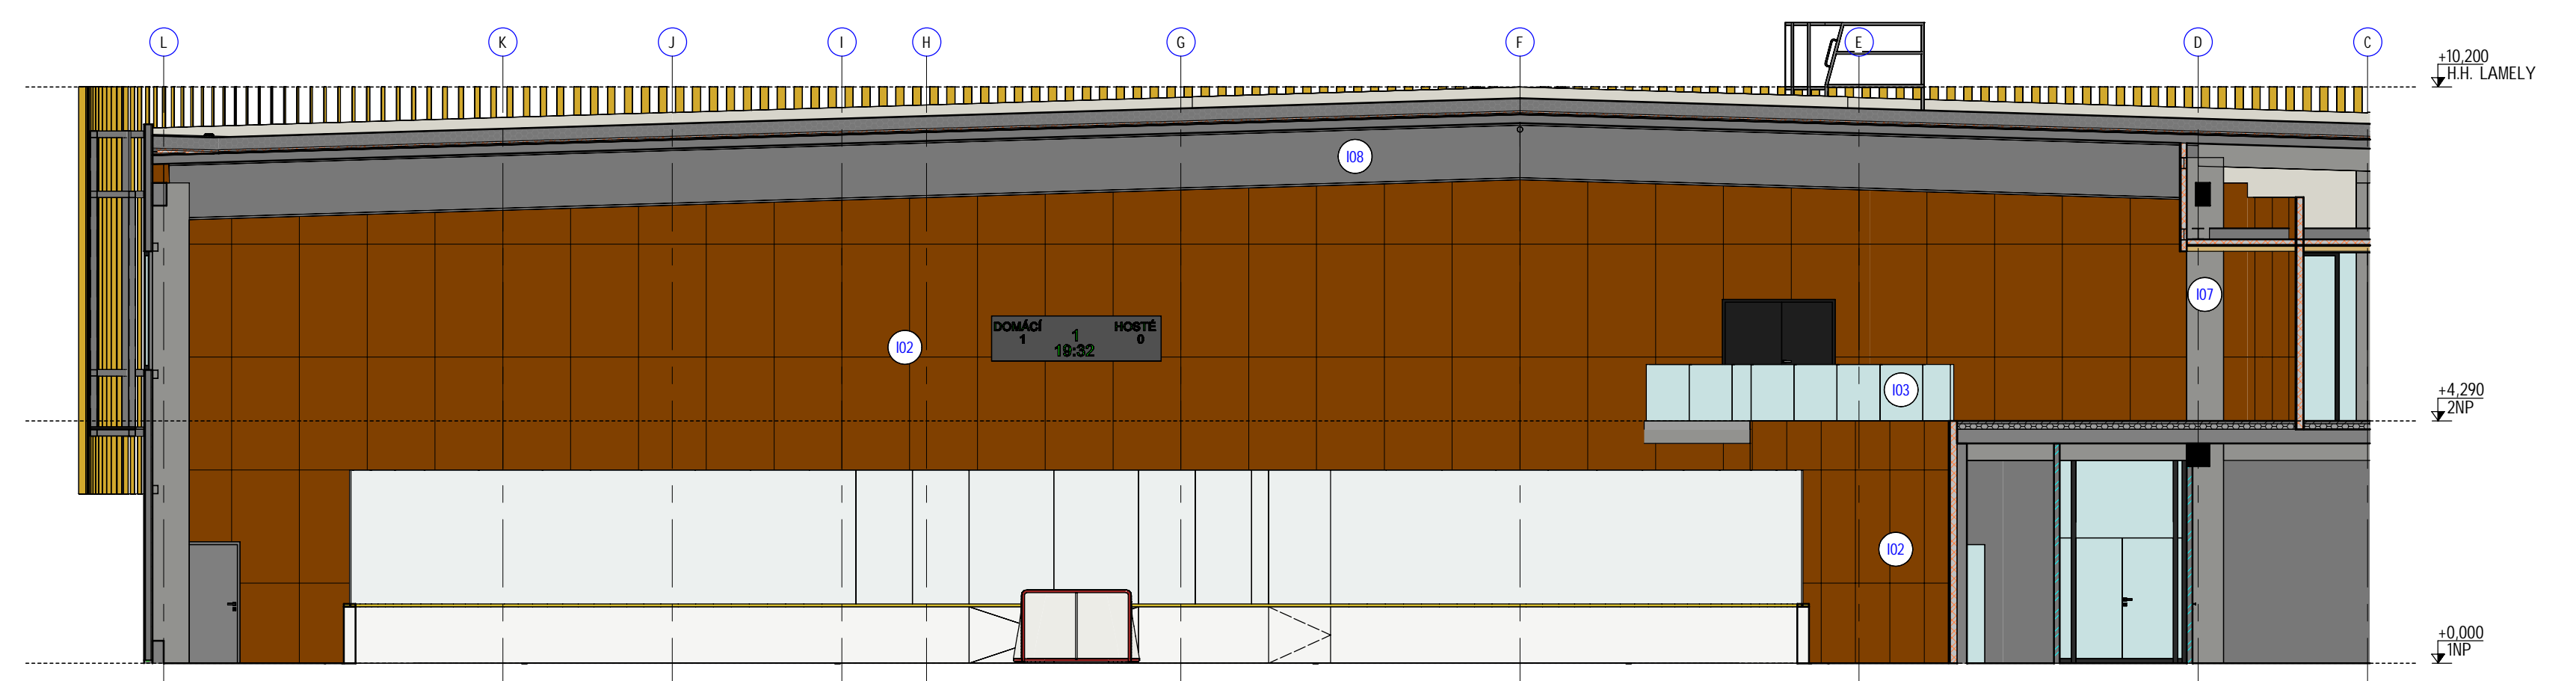 L K J I H G F E D C
+10,200
H.H. LAMELY
I08
I07
DOMÁCÍ HOSTÉ
1 1 0
19:32
I02
I03
+4,290
2NP
I02
+0,000
1NP